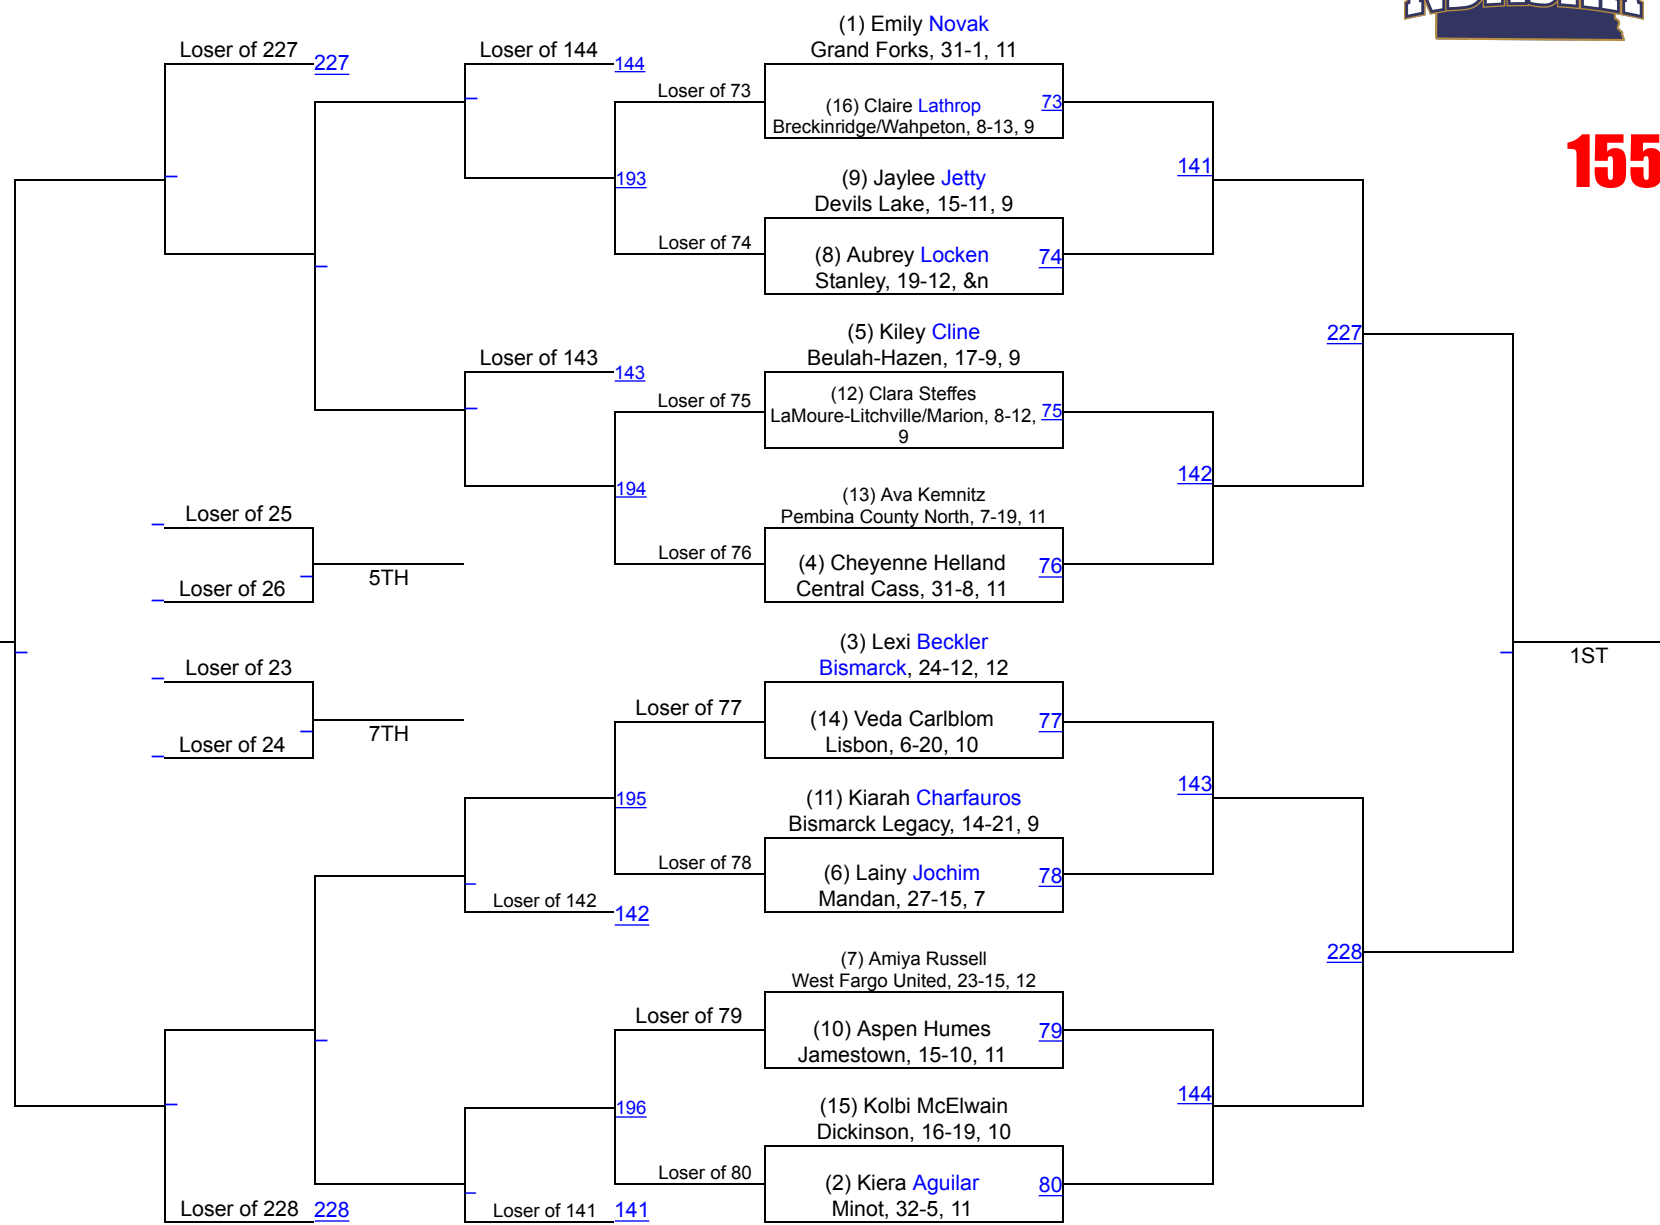 (1) Emily Novak
Grand Forks, 31-1, 11
Loser of 227
227
Loser of 144
144
Loser of 73
(16) Claire Lathrop
Breckinridge/Wahpeton, 8-13, 9
73
155
141
193
(9) Jaylee Jetty
Devils Lake, 15-11, 9
Loser of 74
(8) Aubrey Locken
Stanley, 19-12, &n
74
(5) Kiley Cline
Beulah-Hazen, 17-9, 9
227
Loser of 143
143
Loser of 75
(12) Clara Steffes
LaMoure-Litchville/Marion, 8-12,
9
75
142
194
(13) Ava Kemnitz
Pembina County North, 7-19, 11
Loser of 25
Loser of 76
(4) Cheyenne Helland
Central Cass, 31-8, 11
76
5TH
Loser of 26
(3) Lexi Beckler
Bismarck, 24-12, 12
1ST
Loser of 23
Loser of 77
(14) Veda Carlblom
Lisbon, 6-20, 10
77
7TH
Loser of 24
195
(11) Kiarah Charfauros
Bismarck Legacy, 14-21, 9
143
Loser of 78
(6) Lainy Jochim
Mandan, 27-15, 7
78
Loser of 142
142
(7) Amiya Russell
West Fargo United, 23-15, 12
228
Loser of 79
(10) Aspen Humes
Jamestown, 15-10, 11
79
196
(15) Kolbi McElwain
Dickinson, 16-19, 10
144
Loser of 80
(2) Kiera Aguilar
Minot, 32-5, 11
80
Loser of 228
228
Loser of 141
141